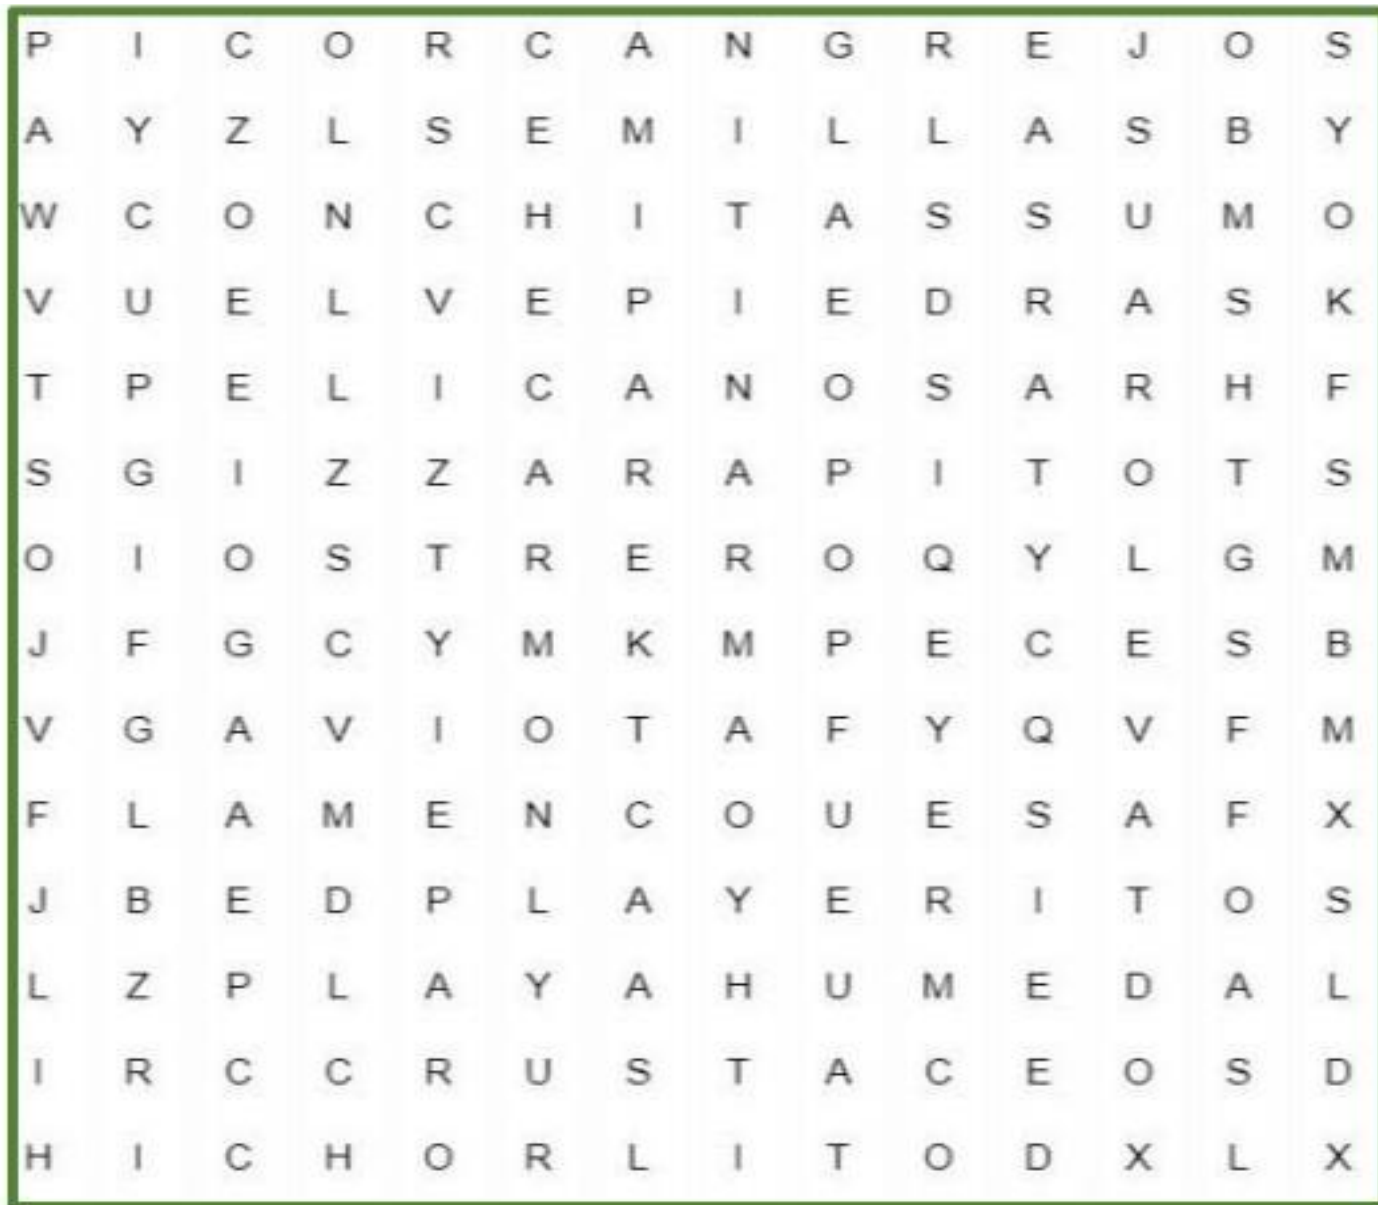 P I C O R C A N G R E J O S
A Y Z L S E M I L L A S B Y
W C O N C H I T A S S U M O
V U E L V E P I E D R A S K
T P E L I C A N O S A R H F
S G I Z Z A R A P I T O T S
O I O S T R E R O Q Y L G M
J F G C Y M K M P E C E S B
V G A V I O T A F Y Q V F M
F L A M E N C O U E S A F X
J B E D P L A Y E R I T O S
L Z P L A Y A H U M E D A L
I R C C R U S T A C E O S D
H I C H O R L I T O D X L X